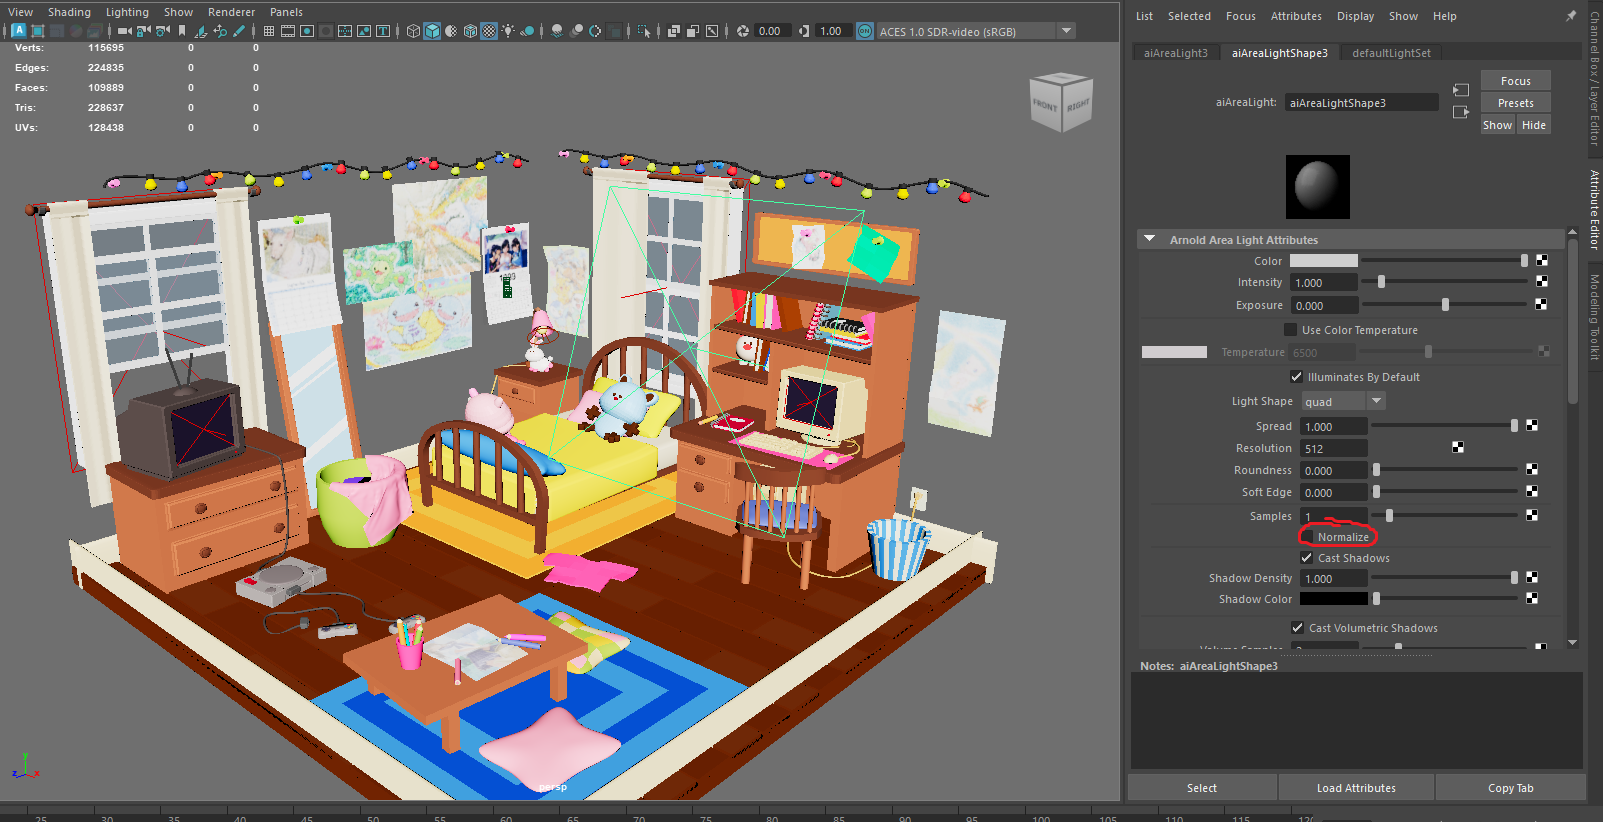 View Shading Lighting Show Renderer Panels
0.00 1.00 ON ACES 1.0 SDR-video (sRGB)
Verts: 115695 0 0
Edges: 224835 0 0
Faces: 109889 0 0
Tris: 228637 0 0
UVs: 128438 0 0
FRONT RIGHT
persp
25 30 35 40 45 50 55 60 65 70 75 80 85 90 95 100 105 110 115 120
List Selected Focus Attributes Display Show Help
aiAreaLight3 aiAreaLightShape3 defaultLightSet
aiAreaLight: aiAreaLightShape3
Focus
Presets
Show Hide
Arnold Area Light Attributes
Color
Intensity 1.000
Exposure 0.000
Use Color Temperature
Temperature 6500
Illuminates By Default
Light Shape quad
Spread 1.000
Resolution 512
Roundness 0.000
Soft Edge 0.000
Samples 1
Normalize
Cast Shadows
Shadow Density 1.000
Shadow Color
Cast Volumetric Shadows
Volume Samples 2
Notes: aiAreaLightShape3
Select Load Attributes Copy Tab
Channel Box / Layer Editor
Attribute Editor
Modeling Toolkit